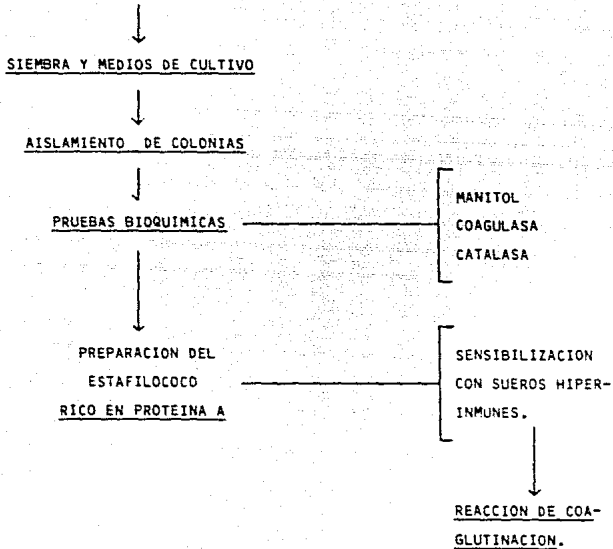 SIEMBRA Y MEDIOS DE CULTIVO
AISLAMIENTO DE COLONIAS
PRUEBAS BIOQUIMICAS
MANITOL
COAGULASA
CATALASA
PREPARACION DEL
ESTAFILOCOCO
RICO EN PROTEINA A
SENSIBILIZACION
CON SUEROS HIPER-
INMUNES.
REACCION DE COA-
GLUTINACION.